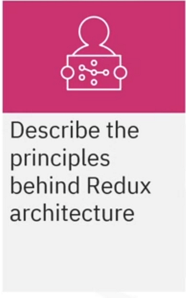 Describe the
principles
behind Redux
architecture